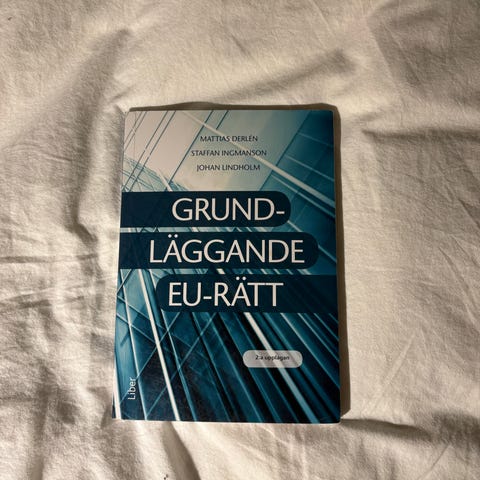 MATTIAS DERLÉN
STAFFAN INGMANSON
JOHAN LINDHOLM
GRUND-
LÄGGANDE
EU-RÄTT
2:a upplagan
Liber